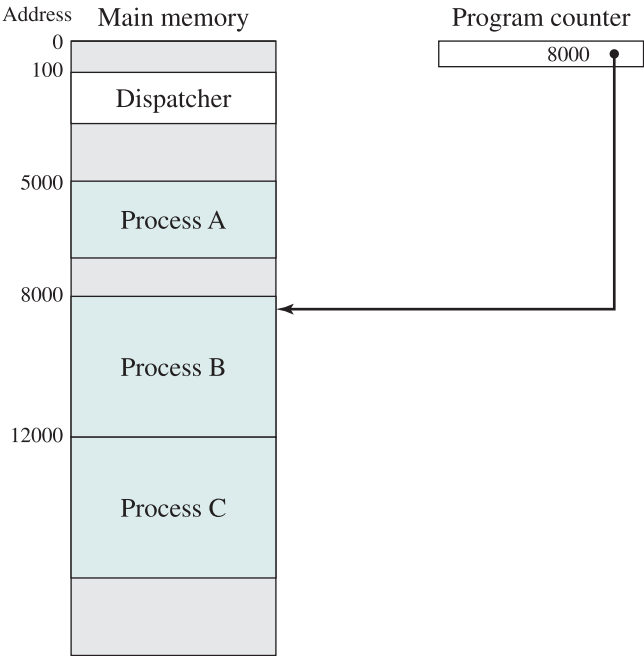 Address
Main memory
Program counter
0
8000
100
Dispatcher
5000
Process A
8000
Process B
12000
Process C